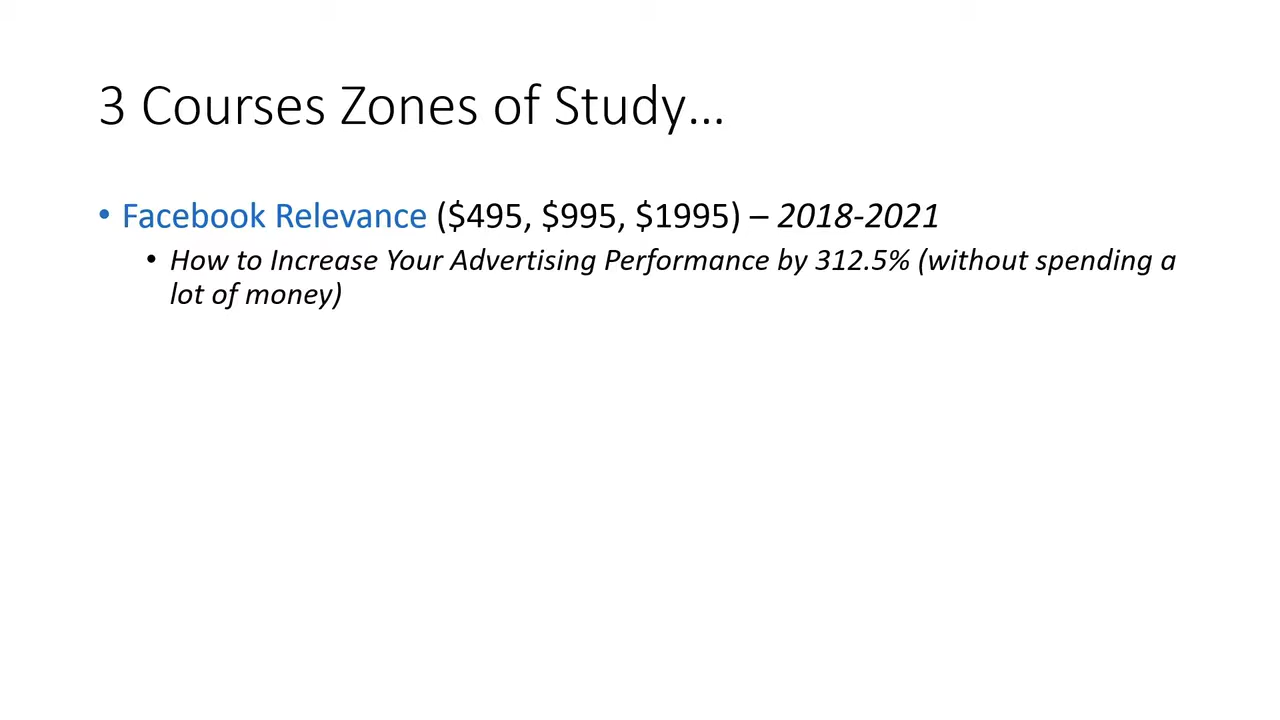 3 Courses Zones of Study...
• Facebook Relevance ($495, $995, $1995) – 2018-2021
• How to Increase Your Advertising Performance by 312.5% (without spending a
lot of money)